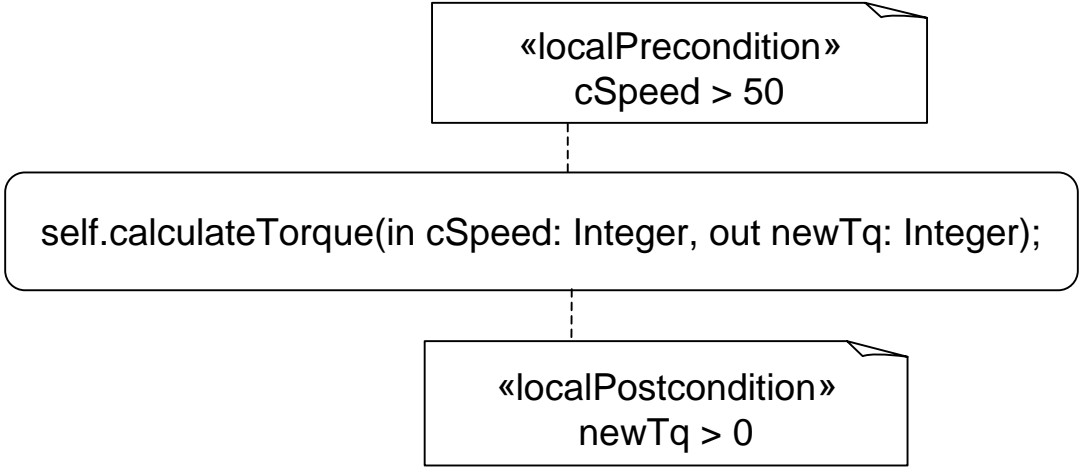 «localPrecondition»
cSpeed > 50
self.calculateTorque(in cSpeed: Integer, out newTq: Integer);
«localPostcondition»
newTq > 0